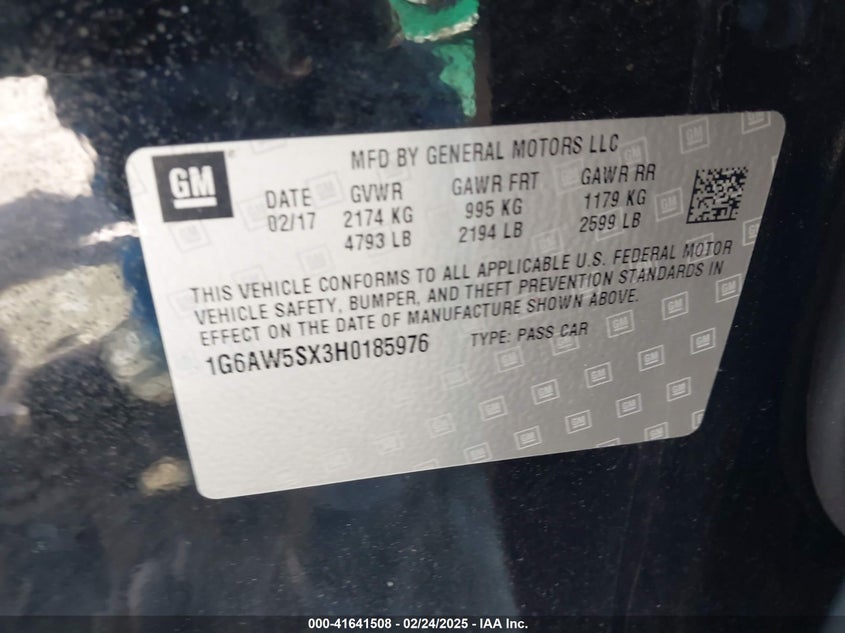 GM
MFD BY GENERAL MOTORS LLC
DATE GVWR GAWR FRT GAWR RR
02/17 2174 KG 995 KG 1179 KG
4793 LB 2194 LB 2599 LB
THIS VEHICLE CONFORMS TO ALL APPLICABLE U.S. FEDERAL MOTOR
VEHICLE SAFETY, BUMPER, AND THEFT PREVENTION STANDARDS IN
EFFECT ON THE DATE OF MANUFACTURE SHOWN ABOVE.
1G6AW5SX3H0185976 TYPE: PASS CAR
000-41641508 - 02/24/2025 - IAA Inc.